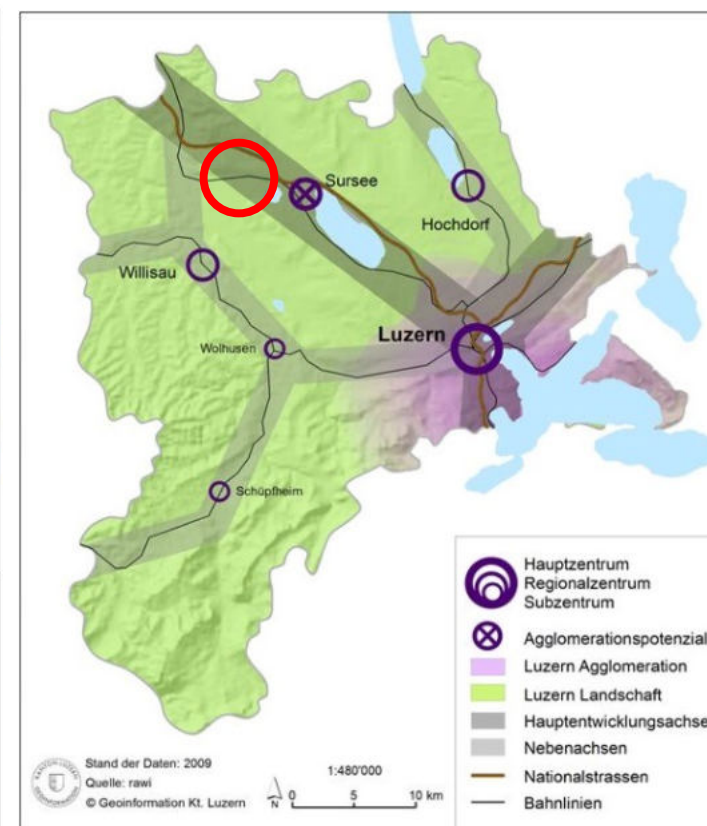 Sursee
Hochdorf
Willisau
Luzern
Wolhusen
Schüpfheim
Hauptzentrum
Regionalzentrum
Subzentrum
Agglomerationspotenzial
Luzern Agglomeration
Luzern Landschaft
Hauptentwicklungsachse
Nebenachsen
Nationalstrassen
Bahnlinien
Stand der Daten: 2009
Quelle: rawi
© Geoinformation Kt. Luzern
1:480'000
N
0 5 10 km